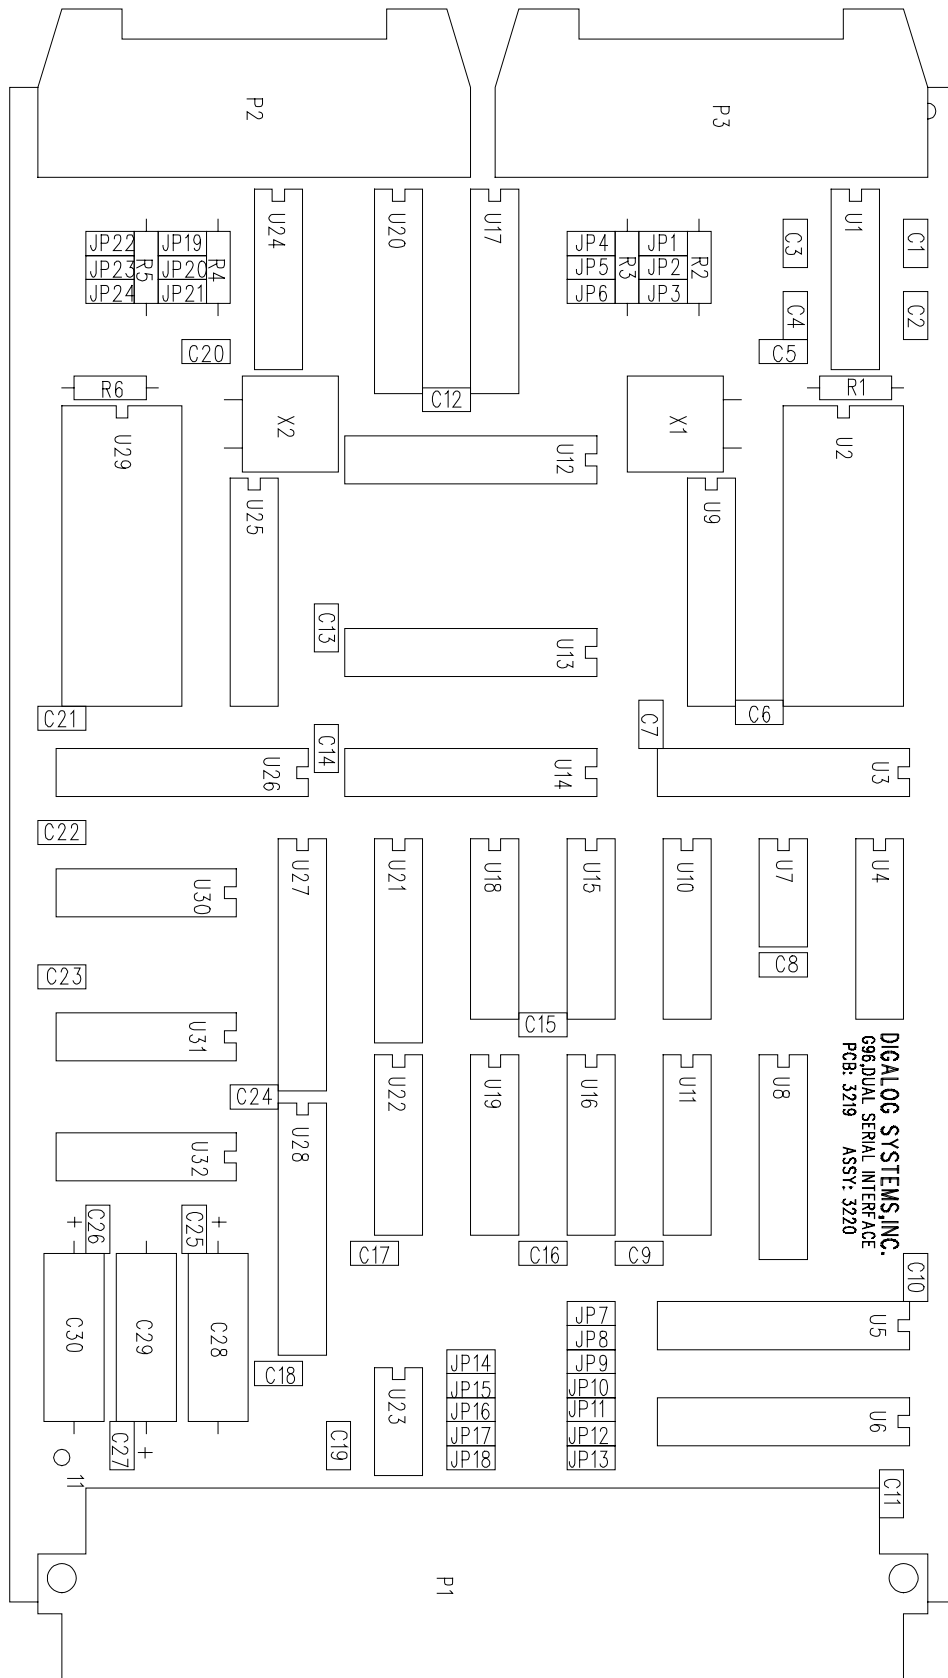 P2
P3
U24
U20
U17
U1
C3
C1
JP22
JP19
JP4
JP1
JP23
R5
JP20
R4
JP5
R3
JP2
R2
JP24
JP21
JP6
JP3
C4
C2
C20
C5
R6
C12
R1
U29
X2
U12
X1
U2
U25
U9
C13
U13
C21
C7
C6
U26
C14
U14
U3
C22
U30
U27
U21
U18
U15
U10
U7
U4
C23
C8
U31
C15
DIGALOG SYSTEMS,INC.
G96,DUAL SERIAL INTERFACE
PCB: 3219 ASSY: 3220
C24
U22
U19
U16
U11
U8
U32
U28
+
C26
C25
+
C17
C16
C9
C10
C30
C29
C28
JP7
U5
JP8
JP14
JP9
C18
JP15
JP10
U23
JP16
JP11
U6
JP17
JP12
C27
+
C19
JP18
JP13
11
C11
P1